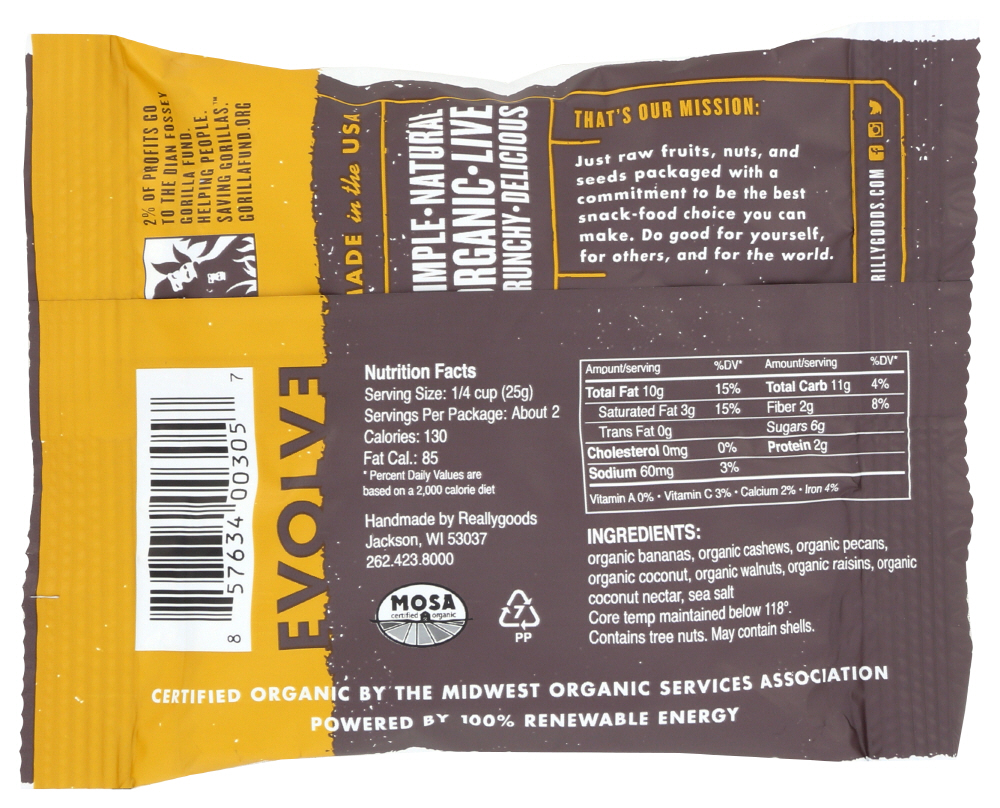 2% OF PROFITS GO
TO THE DIAN FOSSEY
GORILLA FUND.
HELPING PEOPLE.
SAVING GORILLAS.™
GORILLAFUND.ORG
ADE in the USA
IMPLE•NATURAL
RGANIC•LIVE
RUNCHY•DELICIOUS
THAT'S OUR MISSION:
Just raw fruits, nuts, and
seeds packaged with a
commitment to be the best
snack-food choice you can
make. Do good for yourself,
for others, and for the world.
RILLYGOODS.COM
8 57634 00305 7
EVOLVE
Nutrition Facts
Serving Size: 1/4 cup (25g)
Servings Per Package: About 2
Calories: 130
Fat Cal.: 85
* Percent Daily Values are
based on a 2,000 calorie diet
Handmade by Reallygoods
Jackson, WI 53037
262.423.8000
MOSA
certified organic
7
PP
Amount/serving %DV* Amount/serving %DV*
Total Fat 10g 15% Total Carb 11g 4%
Saturated Fat 3g 15% Fiber 2g 8%
Trans Fat 0g Sugars 6g
Cholesterol 0mg 0% Protein 2g
Sodium 60mg 3%
Vitamin A 0% • Vitamin C 3% • Calcium 2% • Iron 4%
INGREDIENTS:
organic bananas, organic cashews, organic pecans,
organic coconut, organic walnuts, organic raisins, organic
coconut nectar, sea salt
Core temp maintained below 118°.
Contains tree nuts. May contain shells.
CERTIFIED ORGANIC BY THE MIDWEST ORGANIC SERVICES ASSOCIATION
POWERED BY 100% RENEWABLE ENERGY